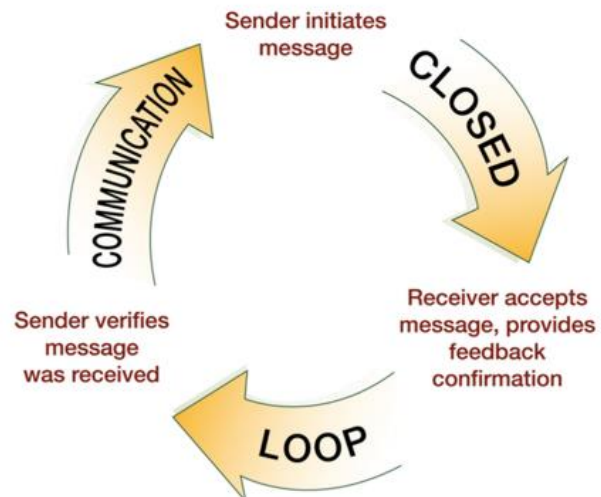 Sender initiates
message
CLOSED
Receiver accepts
message, provides
feedback
confirmation
LOOP
Sender verifies
message
was received
COMMUNICATION